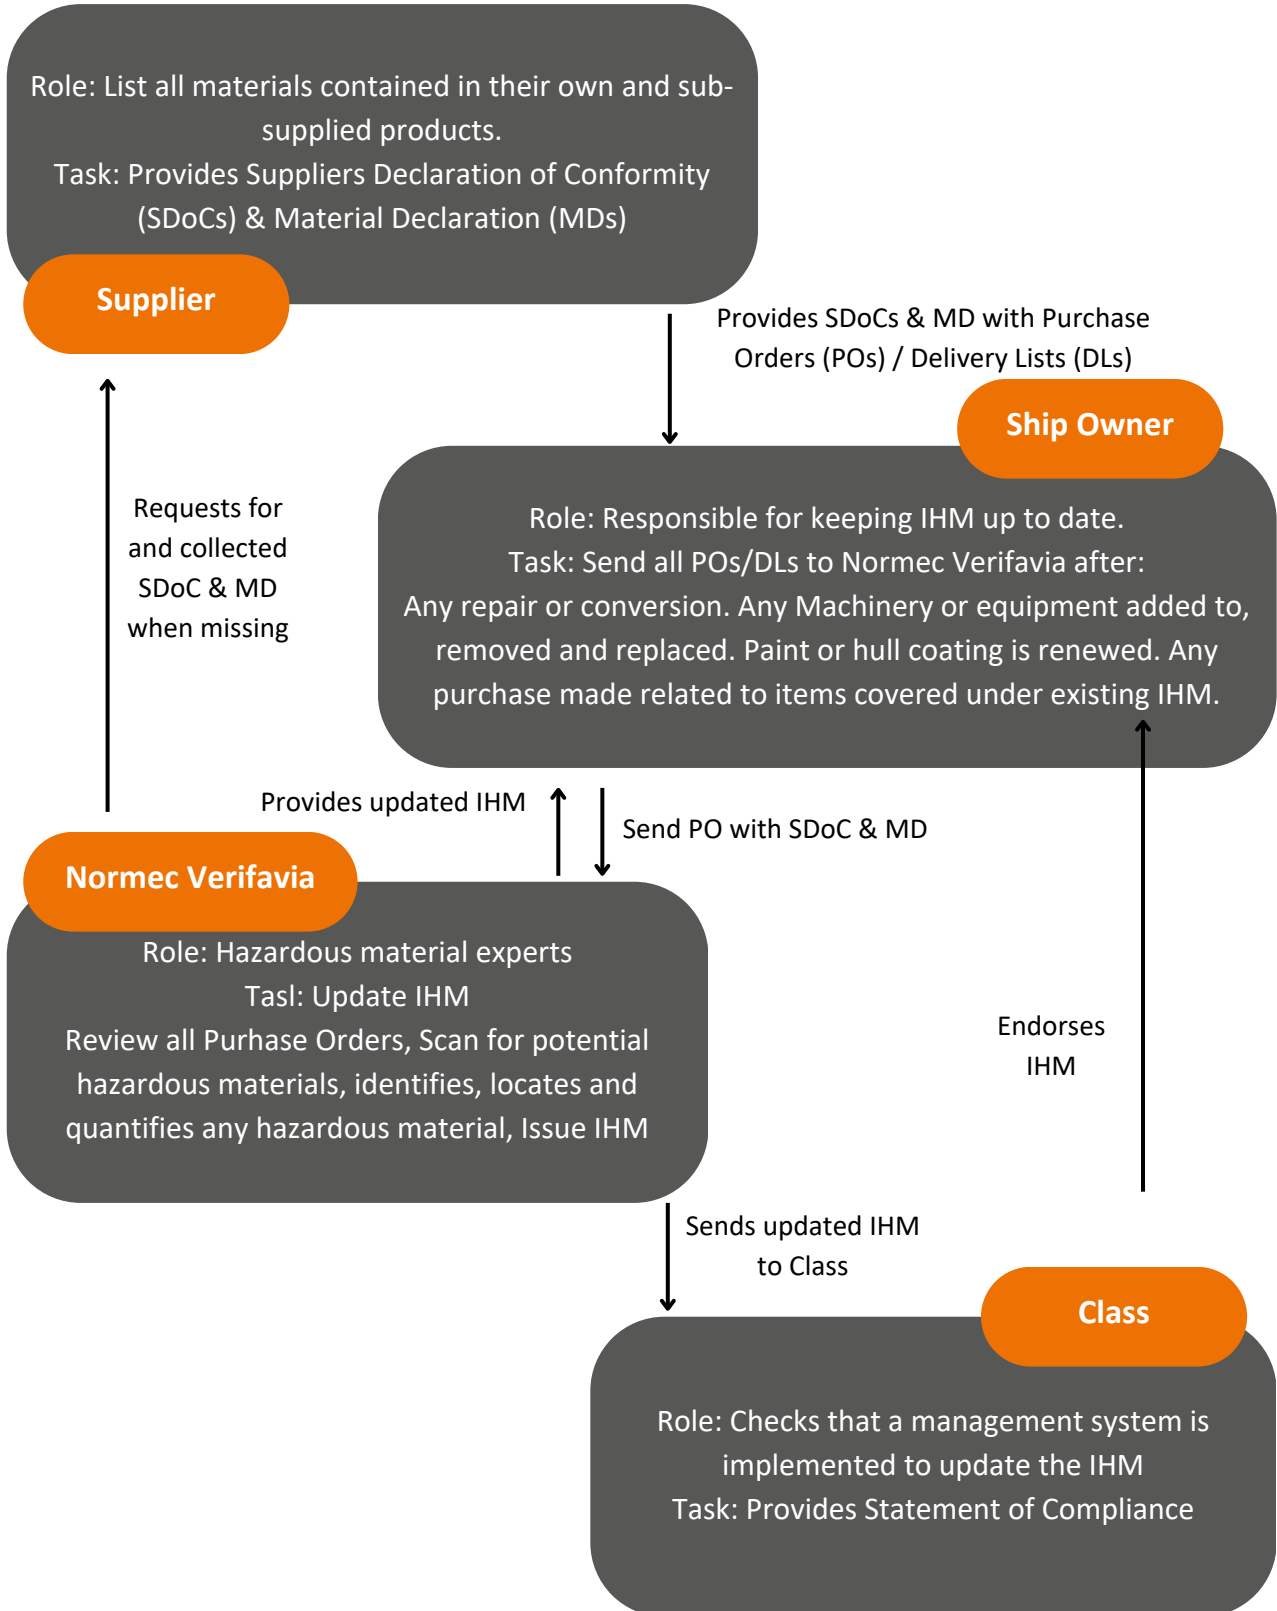 Role: List all materials contained in their own and sub-
supplied products.
Task: Provides Suppliers Declaration of Conformity
(SDoCs) & Material Declaration (MDs)
Supplier
Provides SDoCs & MD with Purchase
Orders (POs) / Delivery Lists (DLs)
Ship Owner
Requests for
and collected
SDoC & MD
when missing
Role: Responsible for keeping IHM up to date.
Task: Send all POs/DLs to Normec Verifavia after:
Any repair or conversion. Any Machinery or equipment added to,
removed and replaced. Paint or hull coating is renewed. Any
purchase made related to items covered under existing IHM.
Provides updated IHM
Send PO with SDoC & MD
Normec Verifavia
Role: Hazardous material experts
Tasl: Update IHM
Review all Purhase Orders, Scan for potential
hazardous materials, identifies, locates and
quantifies any hazardous material, Issue IHM
Endorses
IHM
Sends updated IHM
to Class
Class
Role: Checks that a management system is
implemented to update the IHM
Task: Provides Statement of Compliance